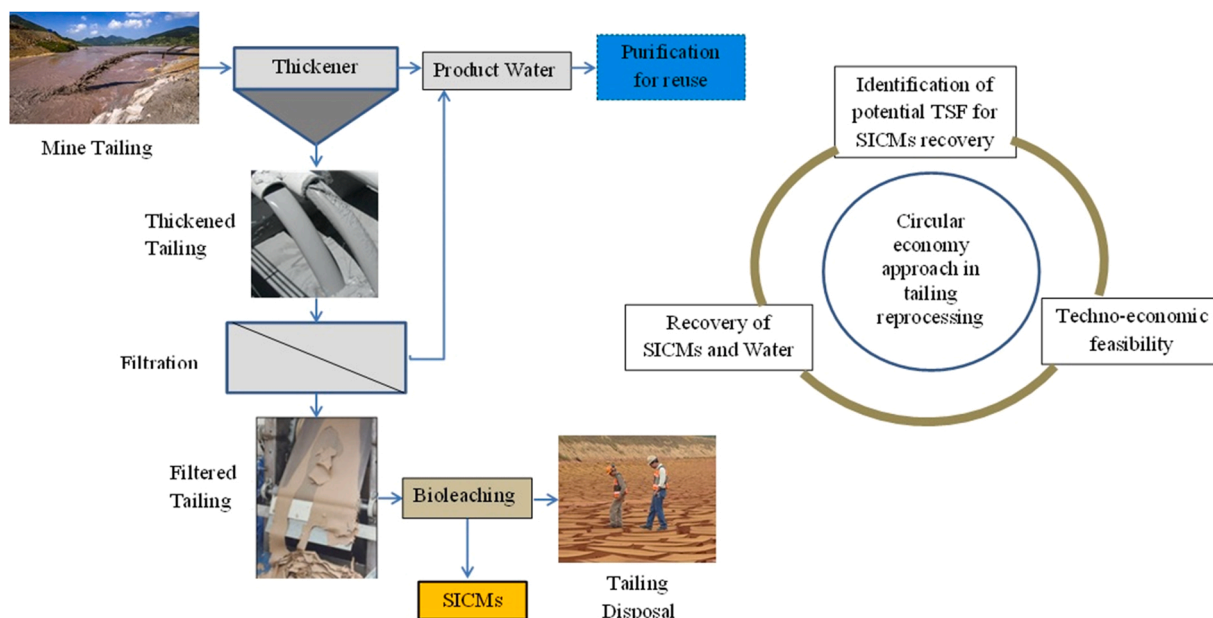 Mine Tailing
Thickener
Product Water
Purification
for reuse
Thickened
Tailing
Filtration
Filtered
Tailing
Bioleaching
SICMs
Tailing
Disposal
Identification of
potential TSF for
SICMs recovery
Circular
economy
approach in
tailing
reprocessing
Recovery of
SICMs and Water
Techno-economic
feasibility